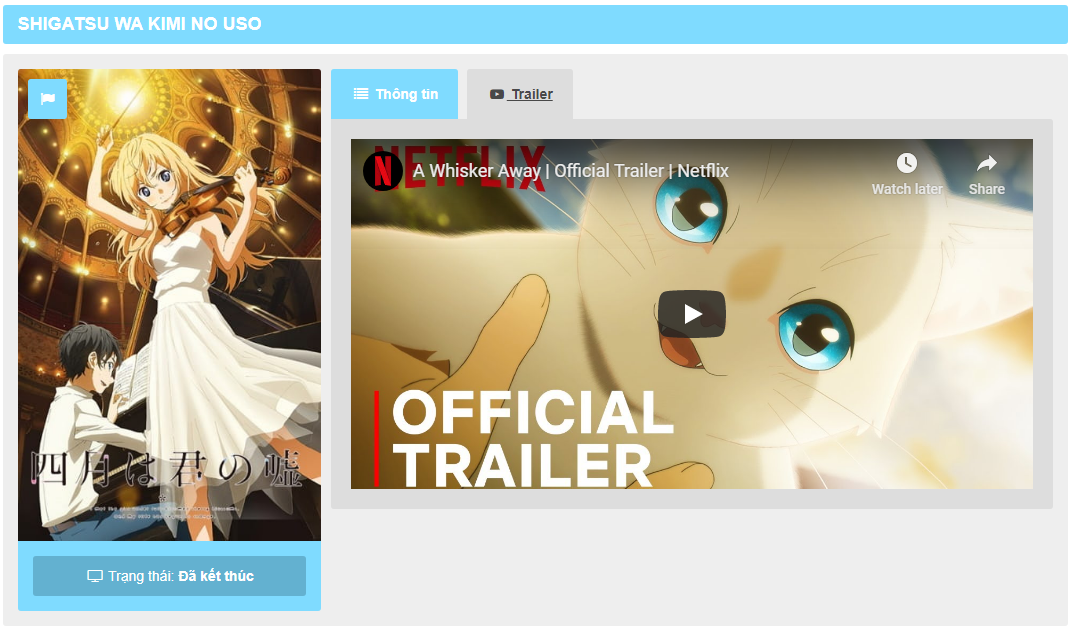 SHIGATSU WA KIMI NO USO
Thông tin
Trailer
NETFLIX
A Whisker Away | Official Trailer | Netflix
Watch later
Share
OFFICIAL
TRAILER
四月は君の嘘
Trạng thái: Đã kết thúc